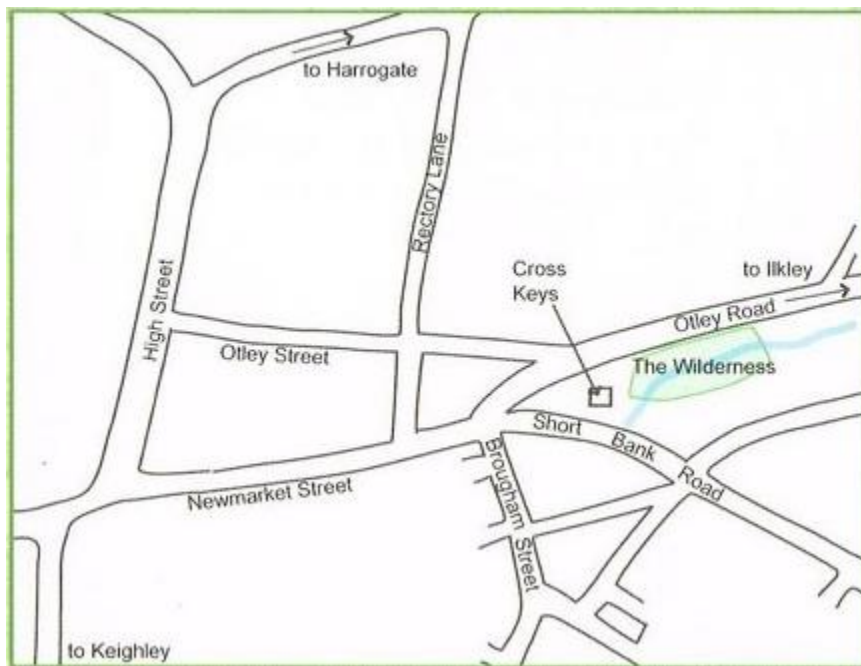 to Harrogate
Rectory Lane
High Street
Cross
Keys
to Ilkley
Otley Road
Otley Street
The Wilderness
Short Bank Road
Newmarket Street
Brougham Street
to Keighley